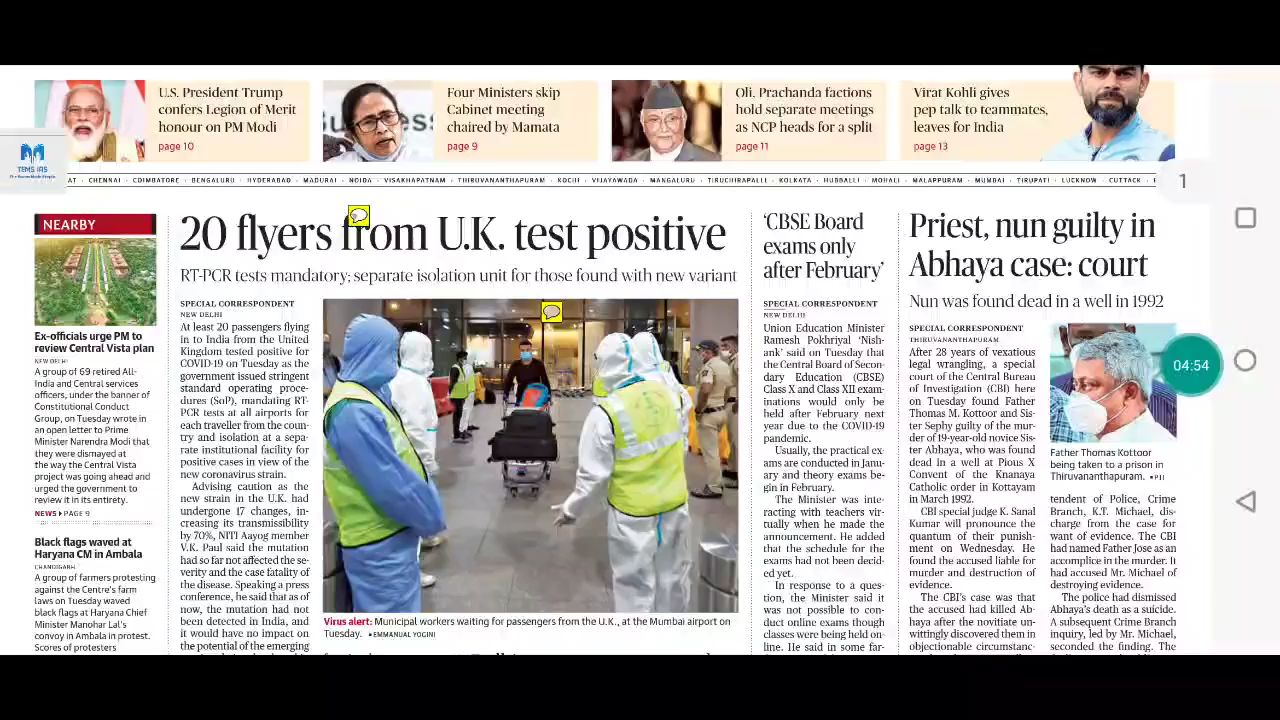 U.S. President Trump
confers Legion of Merit
honour on PM Modi
page 10
Four Ministers skip
Cabinet meeting
chaired by Mamata
page 9
Oli, Prachanda factions
hold separate meetings
as NCP heads for a split
page 11
Virat Kohli gives
pep talk to teammates,
leaves for India
page 13
TEMS IAS
AT · CHENNAI · COIMBATORE · BENGALURU · HYDERABAD · MADURAI · NOIDA · VISAKHAPATNAM · THIRUVANANTHAPURAM · KOCHI · VIJAYAWADA · MANGALURU · TIRUCHIRAPALLI · KOLKATA · HUBBALLI · MOHALI · MALAPPURAM · MUMBAI · TIRUPATI · LUCKNOW · CUTTACK
1
NEARBY
Ex-officials urge PM to
review Central Vista plan
NEW DELHI
A group of 69 retired All-
India and Central services
officers, under the banner of
Constitutional Conduct
Group, on Tuesday wrote in
an open letter to Prime
Minister Narendra Modi that
they were dismayed at
the way the Central Vista
project was going ahead and
urged the government to
review it in its entirety.
NEWS ▸ PAGE 9
Black flags waved at
Haryana CM in Ambala
CHANDIGARH
A group of farmers protesting
against the Centre's farm
laws on Tuesday waved
black flags at Haryana Chief
Minister Manohar Lal's
convoy in Ambala in protest.
Scores of protesters
20 flyers from U.K. test positive
RT-PCR tests mandatory; separate isolation unit for those found with new variant
SPECIAL CORRESPONDENT
NEW DELHI
At least 20 passengers flying
in to India from the United
Kingdom tested positive for
COVID-19 on Tuesday as the
government issued stringent
standard operating proce-
dures (SoP), mandating RT-
PCR tests at all airports for
each traveller from the coun-
try and isolation at a sepa-
rate institutional facility for
positive cases in view of the
new coronavirus strain.
Advising caution as the
new strain in the U.K. had
undergone 17 changes, in-
creasing its transmissibility
by 70%, NITI Aayog member
V.K. Paul said the mutation
had so far not affected the se-
verity and the case fatality of
the disease. Speaking a press
conference, he said that as of
now, the mutation had not
been detected in India, and
it would have no impact on
the potential of the emerging
Virus alert: Municipal workers waiting for passengers from the U.K., at the Mumbai airport on
Tuesday. ▪ EMMANUAL YOGINI
'CBSE Board
exams only
after February'
SPECIAL CORRESPONDENT
NEW DELHI
Union Education Minister
Ramesh Pokhriyal 'Nish-
ank' said on Tuesday that
the Central Board of Secon-
dary Education (CBSE)
Class X and Class XII exam-
inations would only be
held after February next
year due to the COVID-19
pandemic.
Usually, the practical ex-
ams are conducted in Janu-
ary and theory exams be-
gin in February.
The Minister was inte-
racting with teachers vir-
tually when he made the
announcement. He added
that the schedule for the
exams had not been decid-
ed yet.
In response to a ques-
tion, the Minister said it
was not possible to con-
duct online exams though
classes were being held on-
line. He said in some far-
Priest, nun guilty in
Abhaya case: court
Nun was found dead in a well in 1992
SPECIAL CORRESPONDENT
THIRUVANANTHAPURAM
After 28 years of vexatious
legal wrangling, a special
court of the Central Bureau
of Investigation (CBI) here
on Tuesday found Father
Thomas M. Kottoor and Sis-
ter Sephy guilty of the mur-
der of 19-year-old novice Sis-
ter Abhaya, who was found
dead in a well at Pious X
Convent of the Knanaya
Catholic order in Kottayam
in March 1992.
CBI special judge K. Sanal
Kumar will pronounce the
quantum of their punish-
ment on Wednesday. He
found the accused liable for
murder and destruction of
evidence.
The CBI's case was that
the accused had killed Ab-
haya after the novitiate un-
wittingly discovered them in
objectionable circumstanc-
Father Thomas Kottoor
being taken to a prison in
Thiruvananthapuram. ▪ PTI
tendent of Police, Crime
Branch, K.T. Michael, dis-
charge from the case for
want of evidence. The CBI
had named Father Jose as an
accomplice in the murder. It
had accused Mr. Michael of
destroying evidence.
The police had dismissed
Abhaya's death as a suicide.
A subsequent Crime Branch
inquiry, led by Mr. Michael,
seconded the finding. The
04:54